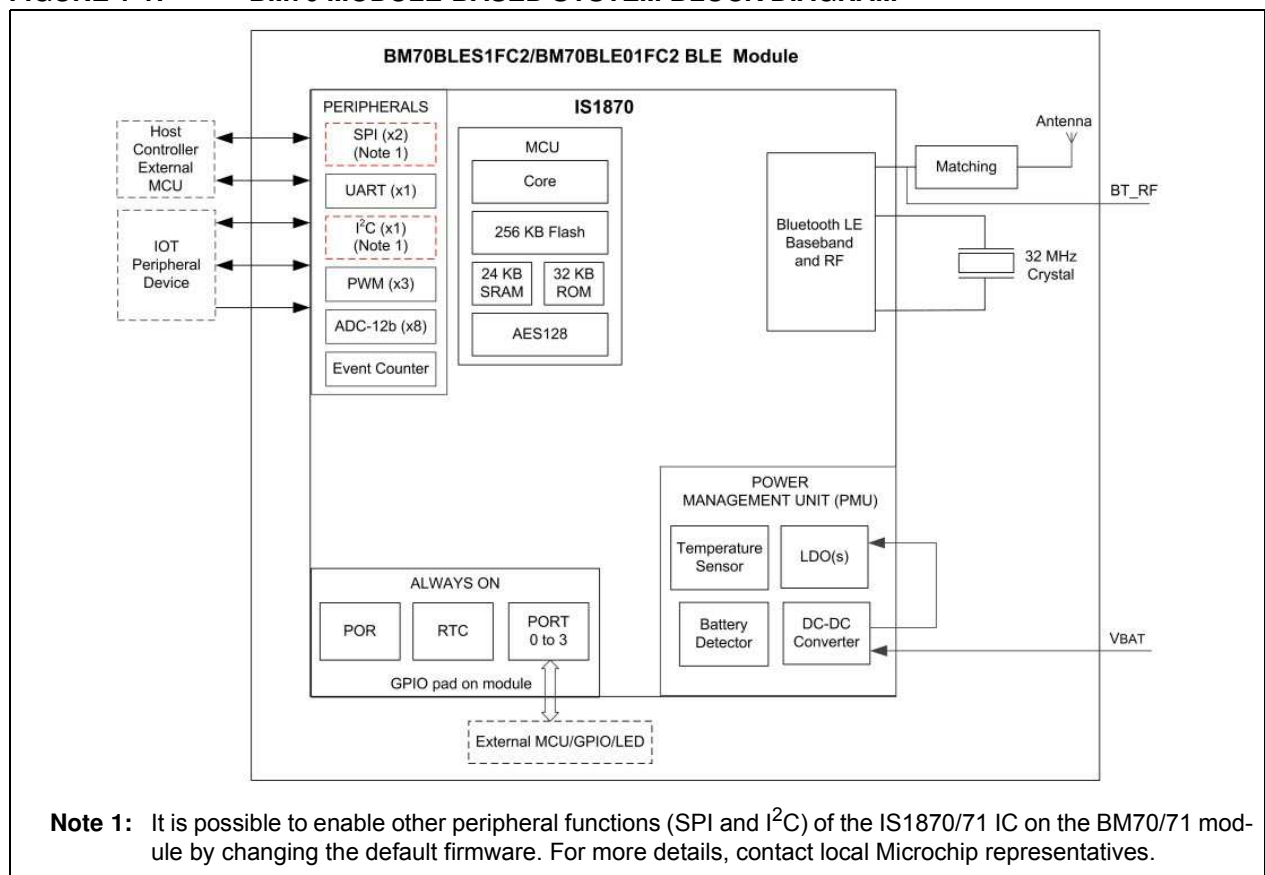 BM70BLES1FC2/BM70BLE01FC2 BLE Module
IS1870
PERIPHERALS
SPI (x2)
(Note 1)
UART (x1)
I²C (x1)
(Note 1)
PWM (x3)
ADC-12b (x8)
Event Counter
Host
Controller
External
MCU
IOT
Peripheral
Device
MCU
Core
256 KB Flash
24 KB
SRAM
32 KB
ROM
AES128
Bluetooth LE
Baseband
and RF
Matching
Antenna
BT_RF
32 MHz
Crystal
POWER
MANAGEMENT UNIT (PMU)
Temperature
Sensor
LDO(s)
Battery
Detector
DC-DC
Converter
VBAT
ALWAYS ON
POR
RTC
PORT
0 to 3
GPIO pad on module
External MCU/GPIO/LED
Note 1: It is possible to enable other peripheral functions (SPI and I²C) of the IS1870/71 IC on the BM70/71 mod-
ule by changing the default firmware. For more details, contact local Microchip representatives.